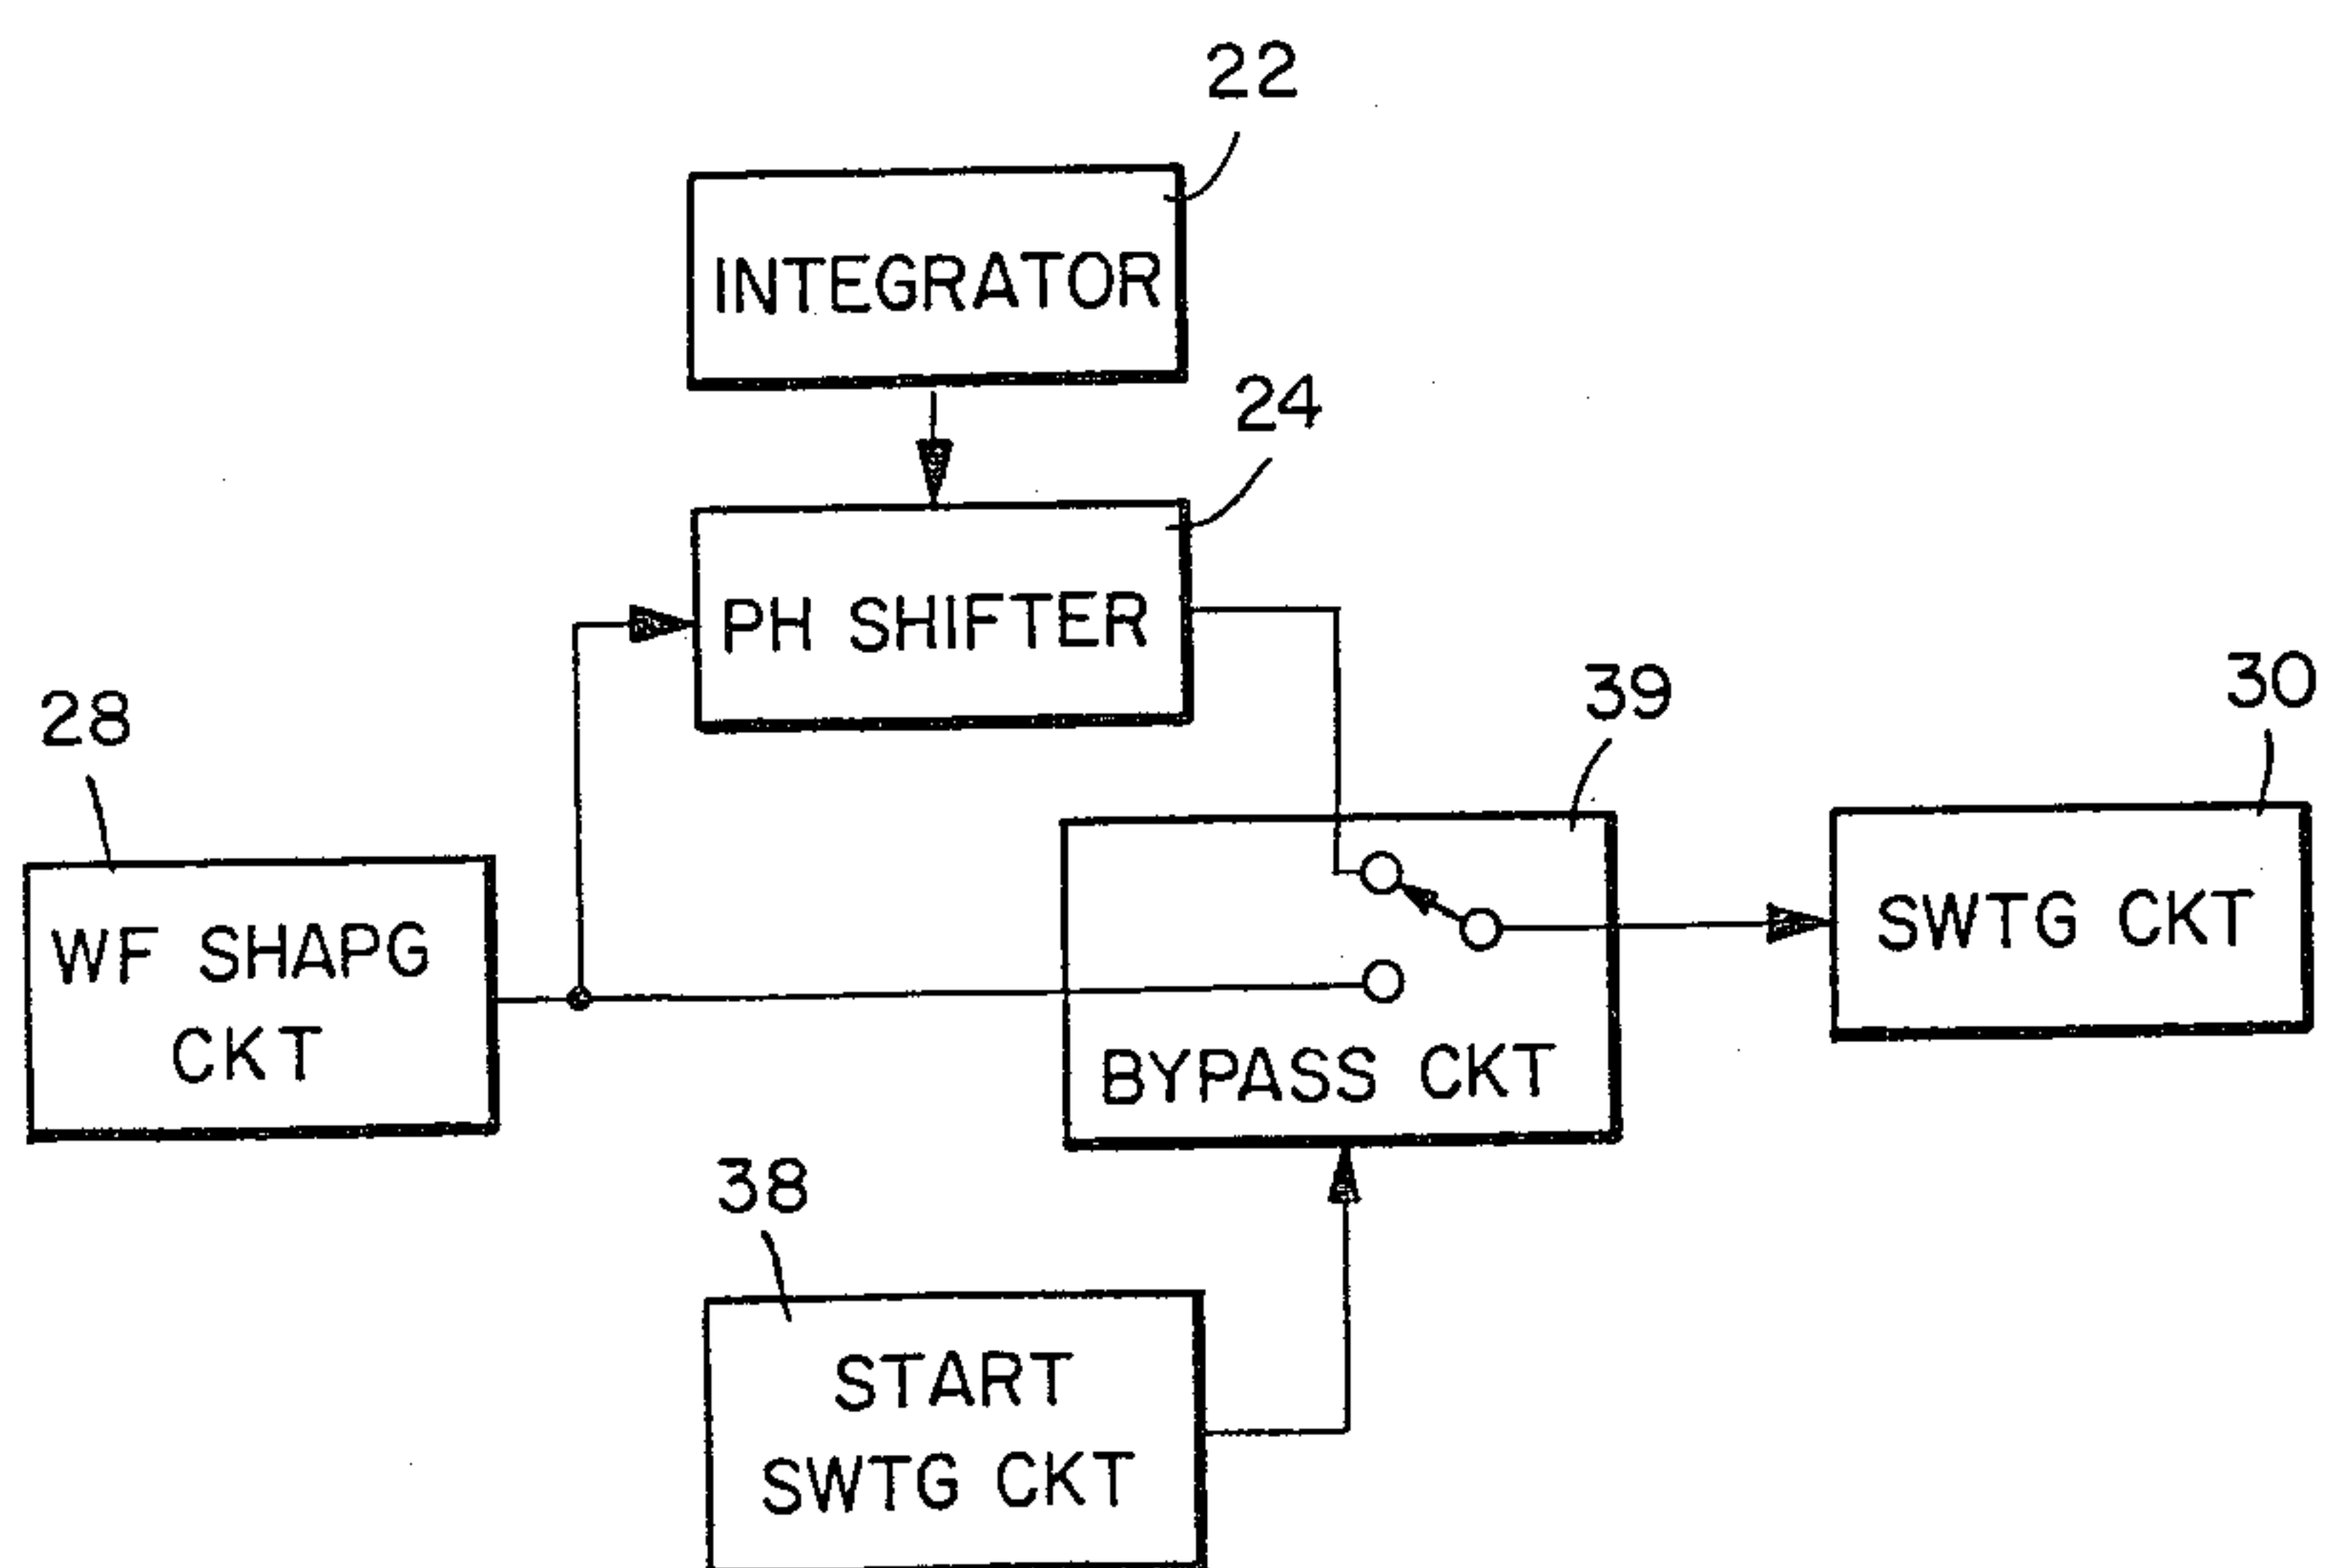 22
INTEGRATOR
24
PH SHIFTER
28
39
30
WF SHAPG
CKT
SWTG CKT
BYPASS CKT
38
START
SWTG CKT